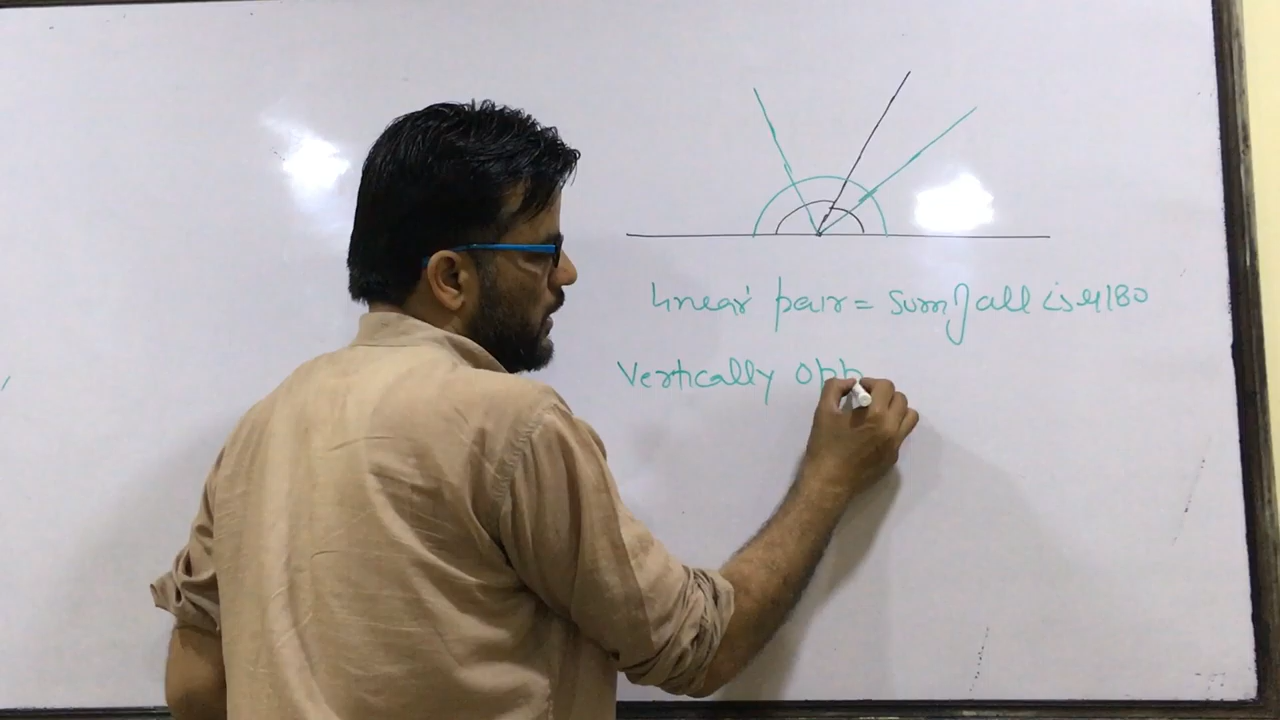 linear pair = Sum of all is 180
Vertically opp